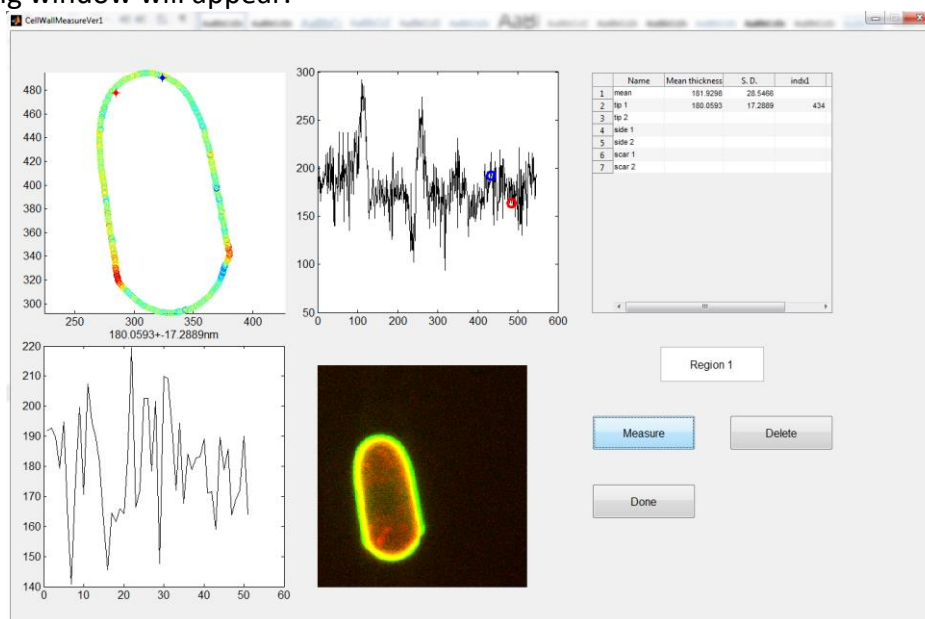 ng window will appear.
CellWallMeasureVer1
480
460
440
420
400
380
360
340
320
300
250 300 350 400
180.0593+-17.2889nm
300
250
200
150
100
50
0 100 200 300 400 500 600
Name Mean thickness S. D. indx1
1 mean 181.9298 28.5466
2 tip 1 180.0593 17.2889 434
3 tip 2
4 side 1
5 side 2
6 scar 1
7 scar 2
220
210
200
190
180
170
160
150
140
0 10 20 30 40 50 60
Region 1
Measure Delete
Done